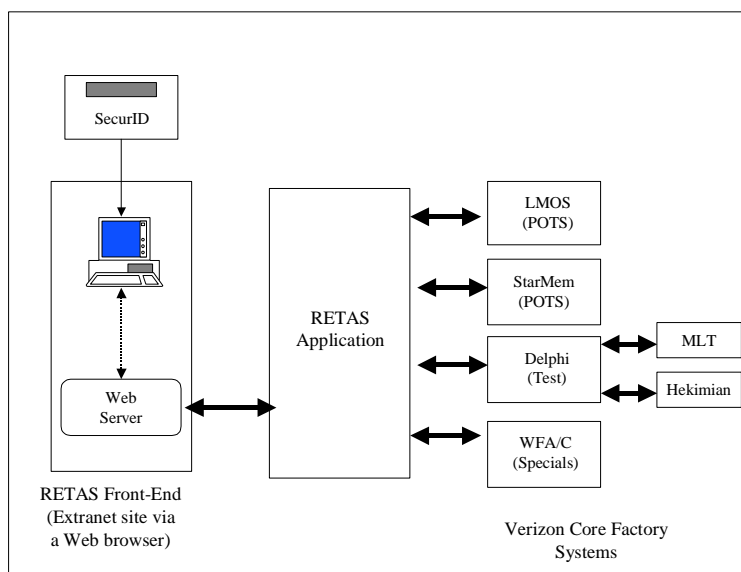 SecurID
Web
Server
RETAS Front-End
(Extranet site via
a Web browser)
RETAS
Application
LMOS
(POTS)
StarMem
(POTS)
Delphi
(Test)
WFA/C
(Specials)
MLT
Hekimian
Verizon Core Factory
Systems